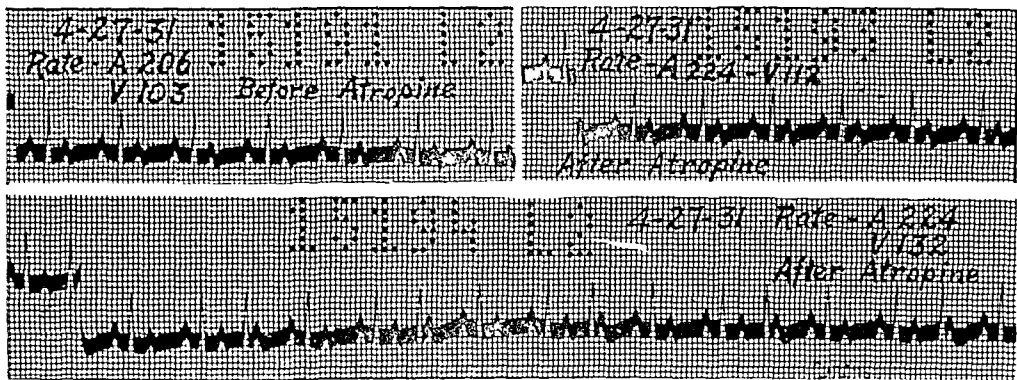 4-27-31
Rate - A 206
V 103 Before Atropine
4-27-31
Rate - A 224 - V 112
After Atropine
4-27-31 Rate - A 224
V 132
After Atropine